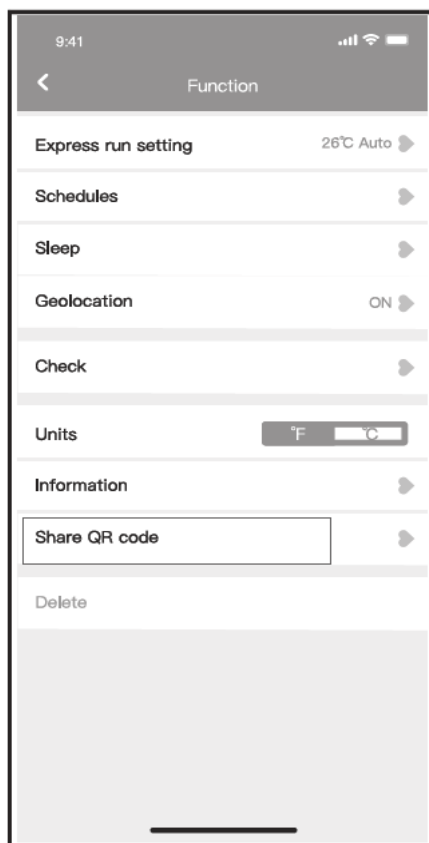 9:41
Function
Express run setting 26°C Auto
Schedules
Sleep
Geolocation ON
Check
Units °F °C
Information
Share QR code
Delete